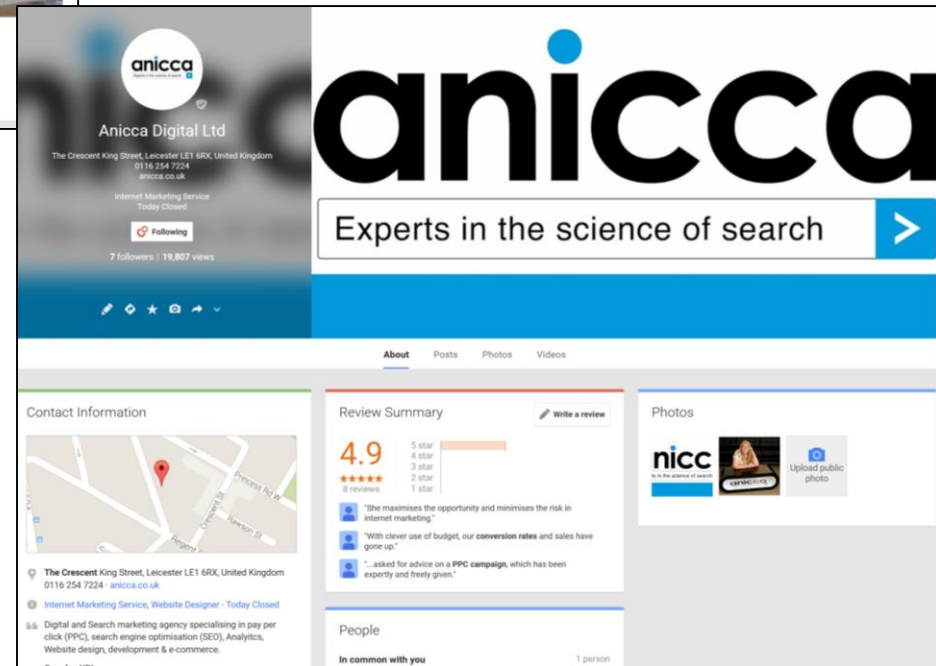 anicca
Anicca Digital Ltd
The Crescent King Street, Leicester LE1 6RX, United Kingdom
0116 254 7224
anicca.co.uk
Internet Marketing Service
Today Closed
Following
7 followers | 19,807 views
anicca
Experts in the science of search
About
Posts
Photos
Videos
Contact Information
Princess Rd W
Crescent St
Rawson St
Regent
The Crescent King Street, Leicester LE1 6RX, United Kingdom
0116 254 7224 · anicca.co.uk
Internet Marketing Service, Website Designer · Today Closed
Digital and Search marketing agency specialising in pay per
click (PPC), search engine optimisation (SEO), Analyitcs,
Website design, development & e-commerce.
Review Summary
Write a review
4.9
8 reviews
5 star
4 star
3 star
2 star
1 star
"She maximises the opportunity and minimises the risk in
internet marketing."
"With clever use of budget, our conversion rates and sales have
gone up."
"...asked for advice on a PPC campaign, which has been
expertly and freely given."
People
In common with you
1 person
Photos
nicc
anicca
Upload public
photo